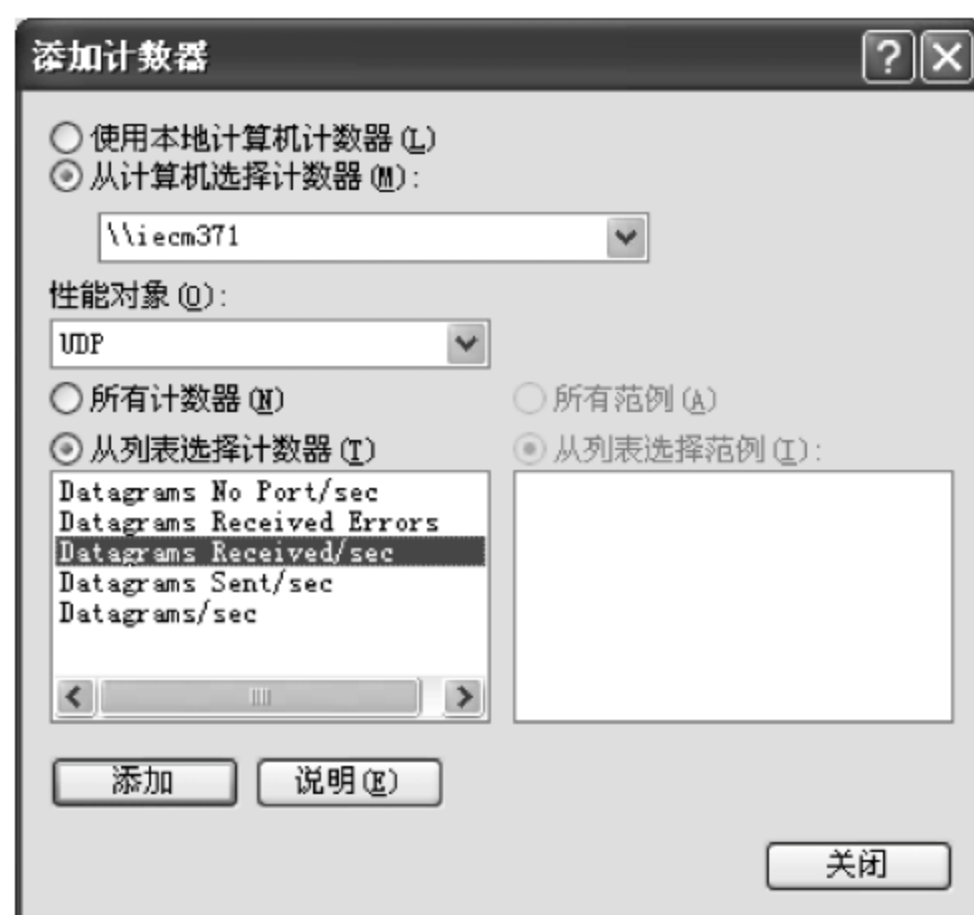 添加计数器
使用本地计算机计数器(L)
从计算机选择计数器(M):
\\iecm371
性能对象(O):
UDP
所有计数器(N)
所有范例(A)
从列表选择计数器(T)
从列表选择范例(I):
Datagrams No Port/sec
Datagrams Received Errors
Datagrams Received/sec
Datagrams Sent/sec
Datagrams/sec
添加
说明(E)
关闭